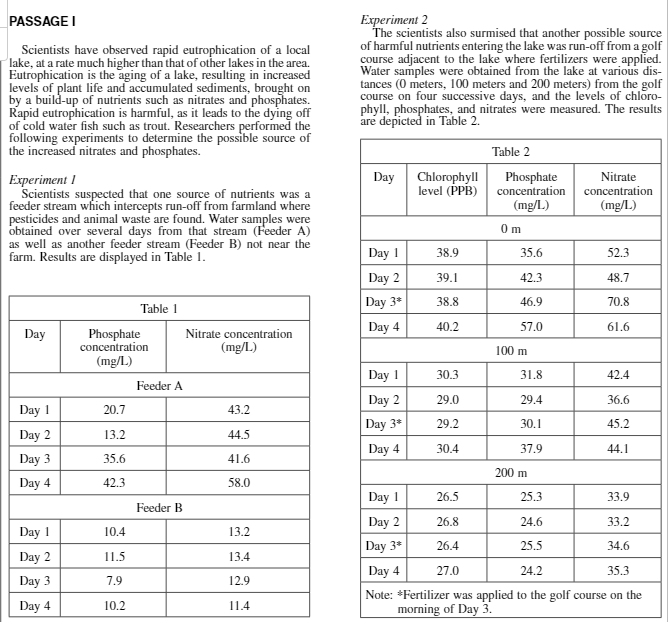 PASSAGE I
Scientists have observed rapid eutrophication of a local
lake, at a rate much higher than that of other lakes in the area.
Eutrophication is the aging of a lake, resulting in increased
levels of plant life and accumulated sediments, brought on
by a build-up of nutrients such as nitrates and phosphates.
Rapid eutrophication is harmful, as it leads to the dying off
of cold water fish such as trout. Researchers performed the
following experiments to determine the possible source of
the increased nitrates and phosphates.
Experiment 1
Scientists suspected that one source of nutrients was a
feeder stream which intercepts run-off from farmland where
pesticides and animal waste are found. Water samples were
obtained over several days from that stream (Feeder A)
as well as another feeder stream (Feeder B) not near the
farm. Results are displayed in Table 1.
Table 1
Day Phosphate concentration (mg/L) Nitrate concentration (mg/L)
Feeder A
Day 1 20.7 43.2
Day 2 13.2 44.5
Day 3 35.6 41.6
Day 4 42.3 58.0
Feeder B
Day 1 10.4 13.2
Day 2 11.5 13.4
Day 3 7.9 12.9
Day 4 10.2 11.4
Experiment 2
The scientists also surmised that another possible source
of harmful nutrients entering the lake was run-off from a golf
course adjacent to the lake where fertilizers were applied.
Water samples were obtained from the lake at various dis-
tances (0 meters, 100 meters and 200 meters) from the golf
course on four successive days, and the levels of chloro-
phyll, phosphates, and nitrates were measured. The results
are depicted in Table 2.
Table 2
Day Chlorophyll level (PPB) Phosphate concentration (mg/L) Nitrate concentration (mg/L)
0 m
Day 1 38.9 35.6 52.3
Day 2 39.1 42.3 48.7
Day 3* 38.8 46.9 70.8
Day 4 40.2 57.0 61.6
100 m
Day 1 30.3 31.8 42.4
Day 2 29.0 29.4 36.6
Day 3* 29.2 30.1 45.2
Day 4 30.4 37.9 44.1
200 m
Day 1 26.5 25.3 33.9
Day 2 26.8 24.6 33.2
Day 3* 26.4 25.5 34.6
Day 4 27.0 24.2 35.3
Note: *Fertilizer was applied to the golf course on the
morning of Day 3.